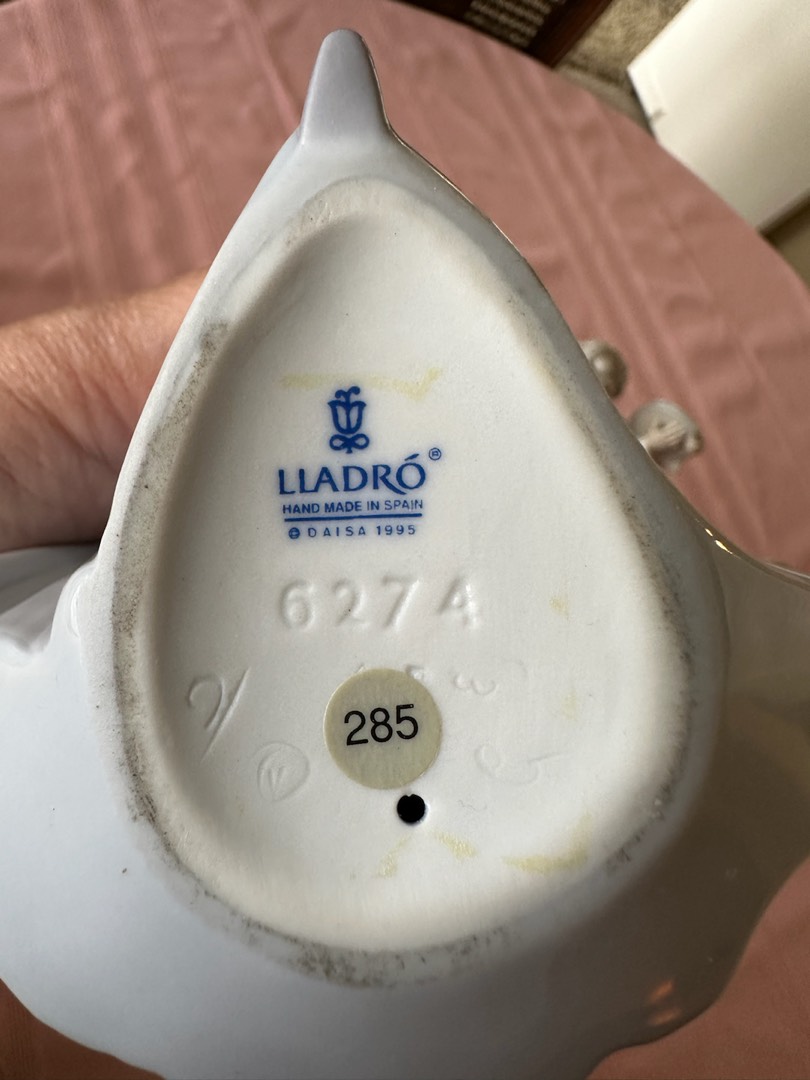 LLADRÓ®
HAND MADE IN SPAIN
© DAISA 1995
6274
285